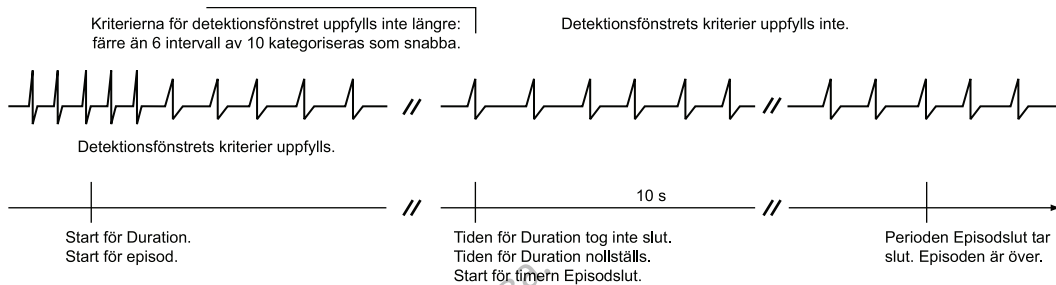 Kriterierna för detektionsfönstret uppfylls inte längre:
färre än 6 intervall av 10 kategoriseras som snabba.
Detektionsfönstrets kriterier uppfylls inte.
Detektionsfönstrets kriterier uppfylls.
10 s
Start för Duration.
Start för episod.
Tiden för Duration tog inte slut.
Tiden för Duration nollställs.
Start för timern Episodslut.
Perioden Episodslut tar
slut. Episoden är över.